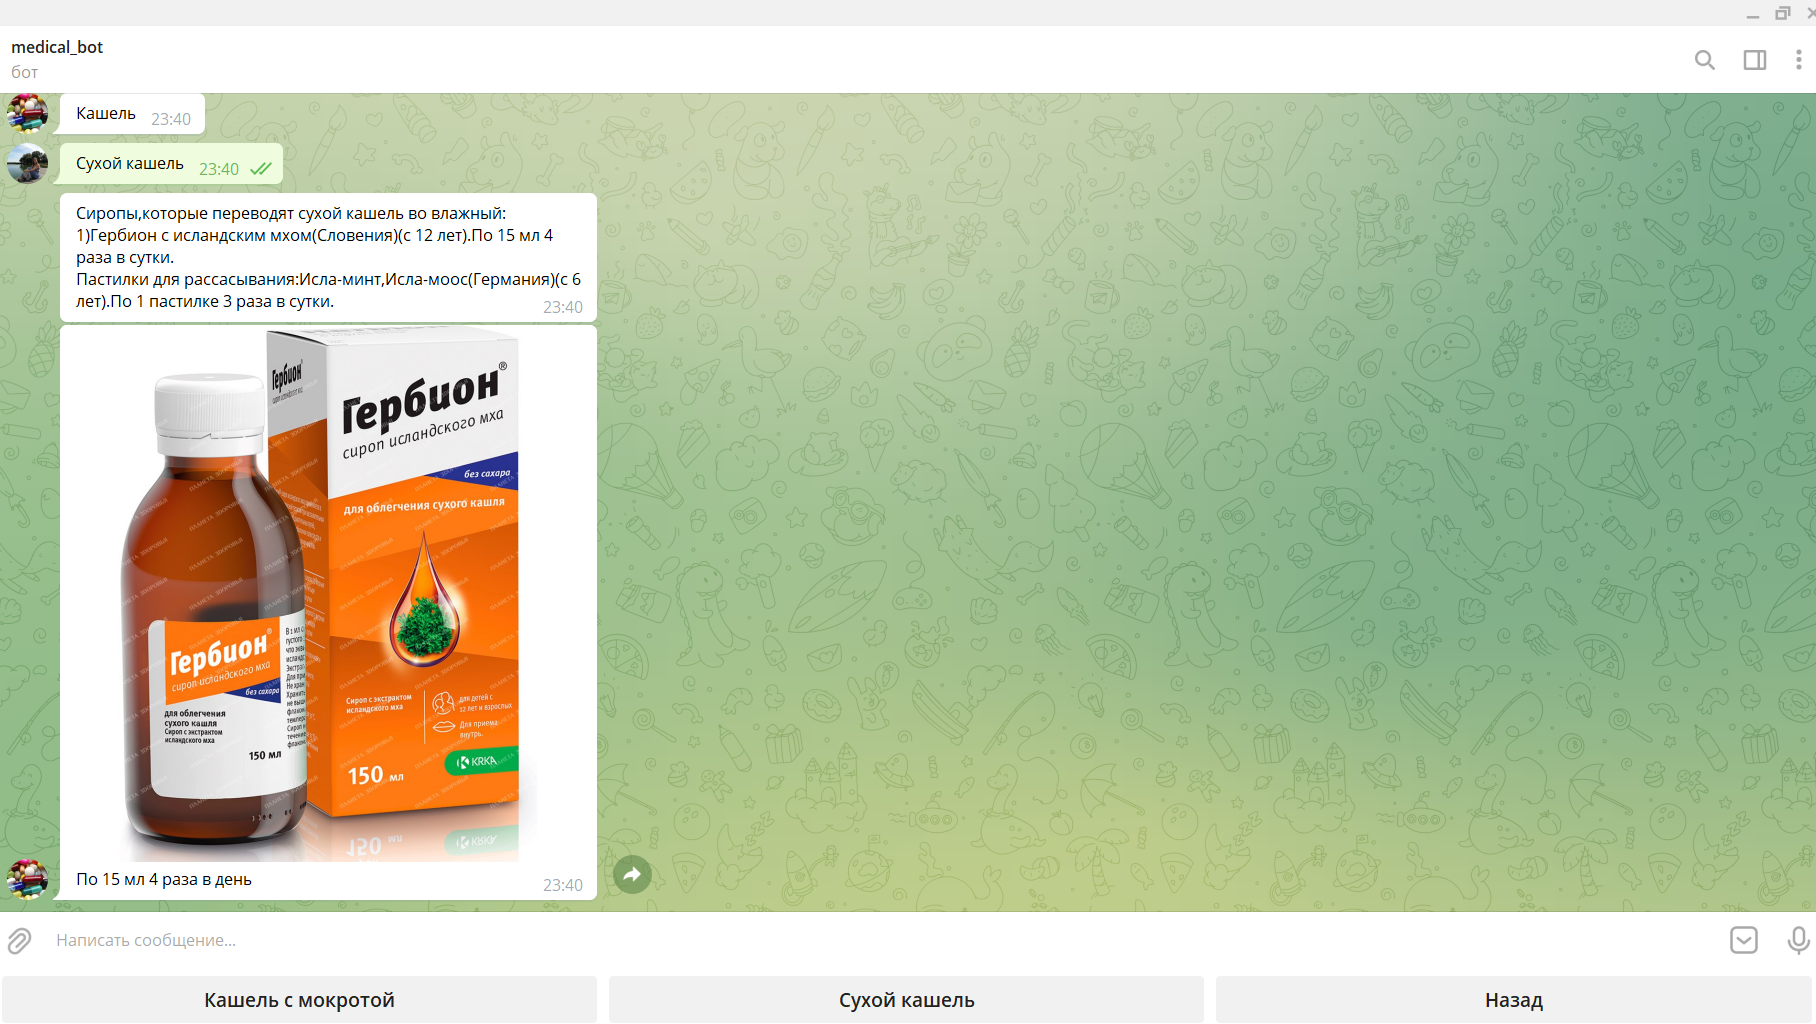 medical_bot
бот
Кашель 23:40
Сухой кашель 23:40
Сиропы,которые переводят сухой кашель во влажный:
1)Гербион с исландским мхом(Словения)(с 12 лет).По 15 мл 4
раза в сутки.
Пастилки для рассасывания:Исла-минт,Исла-моос(Германия)(с 6
лет).По 1 пастилке 3 раза в сутки.
23:40
Гербион
Гербион®
сироп исландского мха
без сахара
для облегчения сухого кашля
Сироп с экстрактом
исландского мха
для детей с
12 лет и взрослых
Для приема
внутрь.
150 мл
KRKA
Гербион®
сироп исландского мха
без сахара
для облегчения
сухого кашля
Сироп с экстрактом
исландского мха
150 мл
По 15 мл 4 раза в день
23:40
Написать сообщение...
Кашель с мокротой
Сухой кашель
Назад